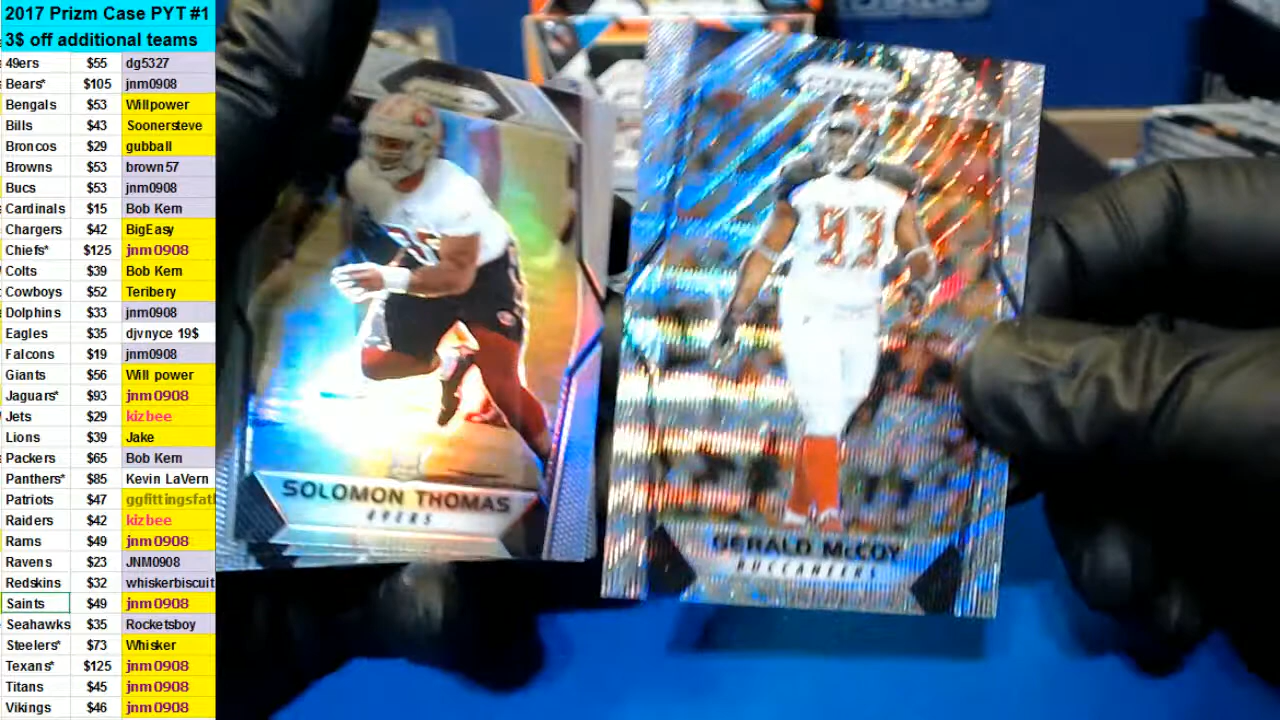 2017 Prizm Case PYT #1
3$ off additional teams
49ers $55 dg5327
Bears* $105 jnm0908
Bengals $53 Willpower
Bills $43 Soonersteve
Broncos $29 gubball
Browns $53 brown57
Bucs $53 jnm0908
Cardinals $15 Bob Kern
Chargers $42 BigEasy
Chiefs* $125 jnm0908
Colts $39 Bob Kern
Cowboys $52 Teribery
Dolphins $33 jnm0908
Eagles $35 djvnyce 19$
Falcons $19 jnm0908
Giants $56 Will power
Jaguars* $93 jnm0908
Jets $29 kizbee
Lions $39 Jake
Packers $65 Bob Kern
Panthers* $85 Kevin LaVern
Patriots $47 ggfittingsfat
Raiders $42 kizbee
Rams $49 jnm0908
Ravens $23 JNM0908
Redskins $32 whiskerbiscuit
Saints $49 jnm0908
Seahawks $35 Rocketsboy
Steelers* $73 Whisker
Texans* $125 jnm0908
Titans $45 jnm0908
Vikings $46 jnm0908
SOLOMON THOMAS
49ERS
PRIZM
93
GERALD McCOY
BUCCANEERS